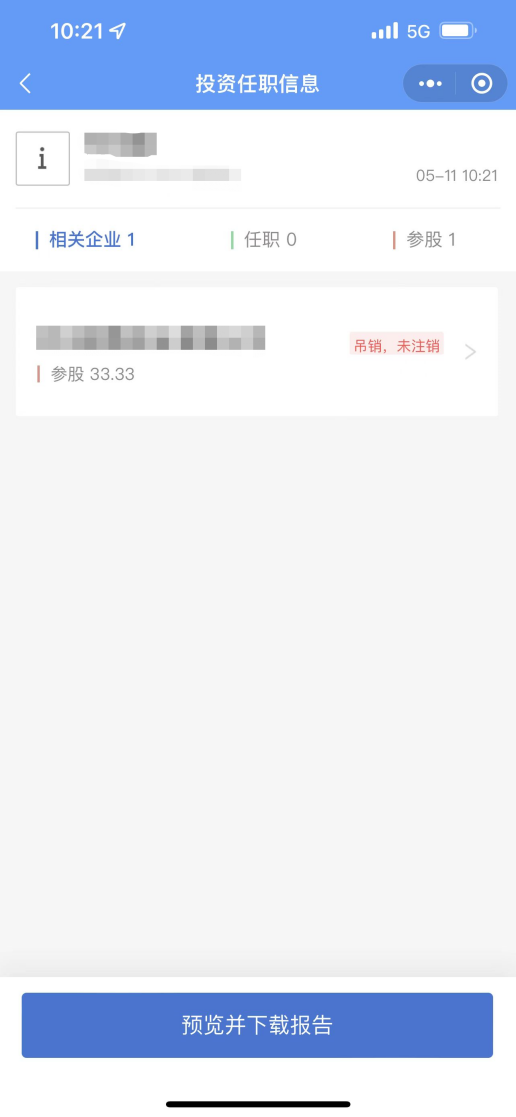 10:21
5G
投资任职信息
i
05-11 10:21
相关企业 1
任职 0
参股 1
吊销，未注销
参股 33.33
预览并下载报告